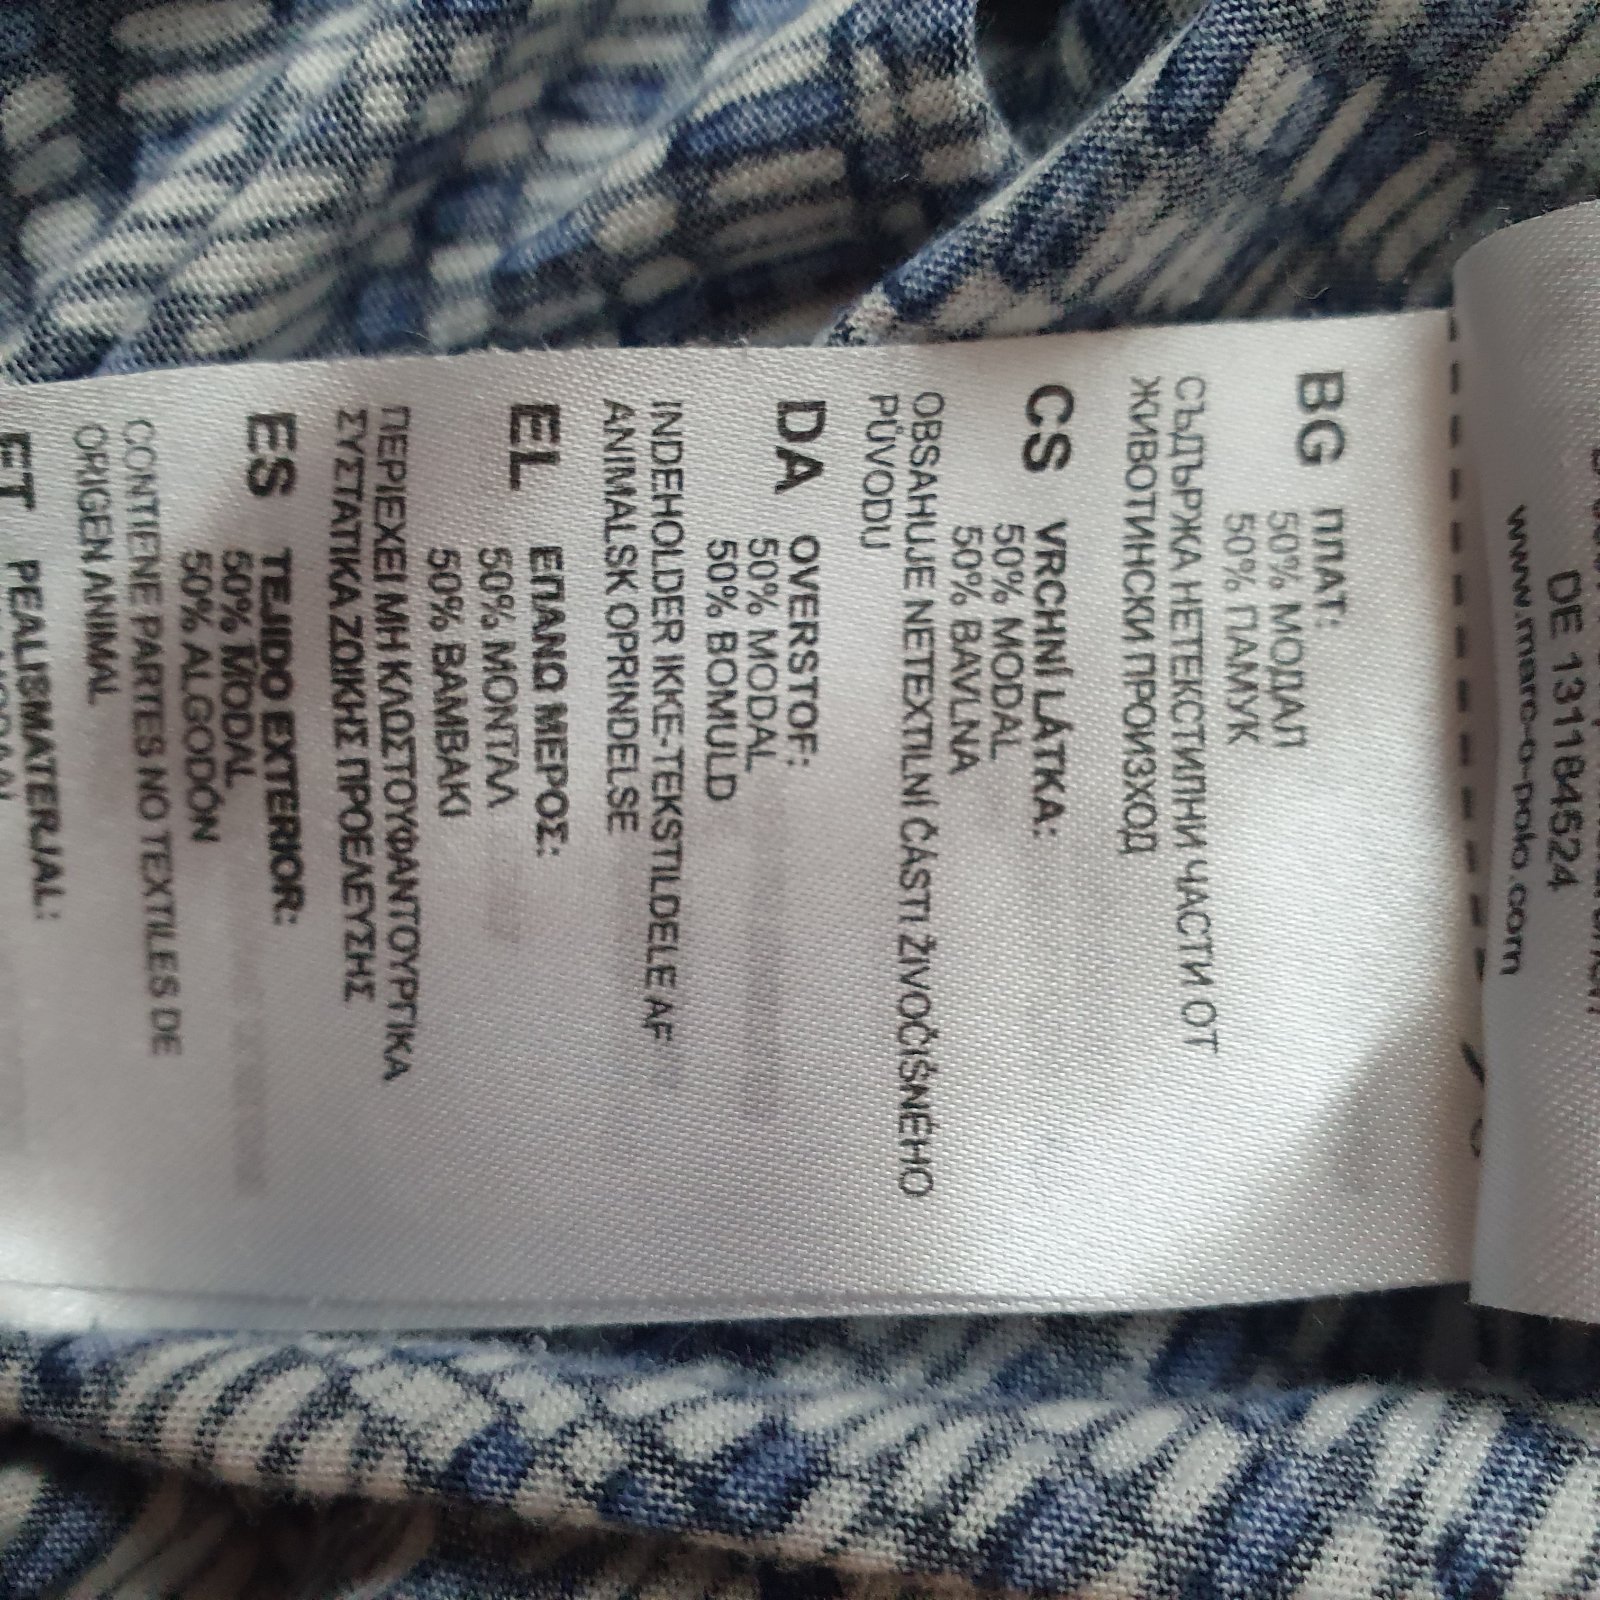 DE 131184524
www.marc-o-polo.com
BG ПЛАТ:
50% МОДАЛ
50% ПАМУК
СЪДЪРЖА НЕТЕКСТИЛНИ ЧАСТИ ОТ
ЖИВОТИНСКИ ПРОИЗХОД
CS VRCHNÍ LÁTKA:
50% MODAL
50% BAVLNA
OBSAHUJE NETEXTILNÍ ČÁSTI ŽIVOČIŠNÉHO
PŮVODU
DA OVERSTOF:
50% MODAL
50% BOMULD
INDEHOLDER IKKE-TEKSTILDELE AF
ANIMALSK OPRINDELSE
EL ΕΠΑΝΩ ΜΕΡΟΣ:
50% ΜΟΝΤΑΛ
50% ΒΑΜΒΑΚΙ
ΠΕΡΙΕΧΕΙ ΜΗ ΚΛΩΣΤΟΥΦΑΝΤΟΥΡΓΙΚΑ
ΣΥΣΤΑΤΙΚΑ ΖΩΙΚΗΣ ΠΡΟΕΛΕΥΣΗΣ
ES TEJIDO EXTERIOR:
50% MODAL
50% ALGODÓN
CONTIENE PARTES NO TEXTILES DE
ORIGEN ANIMAL
ET PEALISMATERJAL: